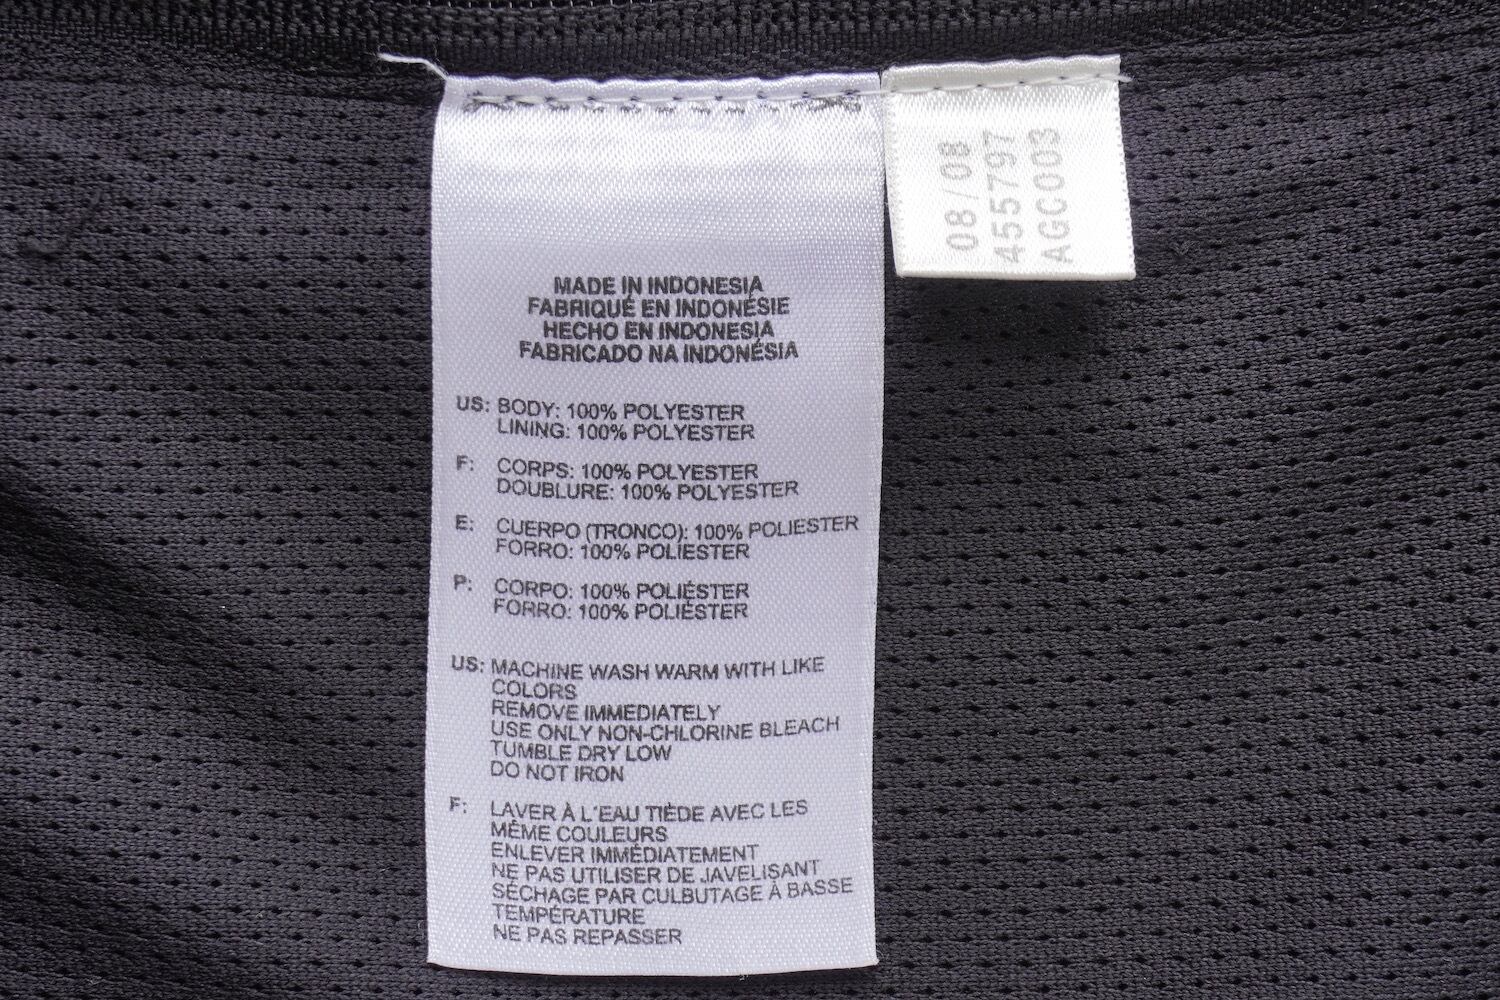 MADE IN INDONESIA
FABRIQUÉ EN INDONÉSIE
HECHO EN INDONESIA
FABRICADO NA INDONÉSIA
US: BODY: 100% POLYESTER
LINING: 100% POLYESTER
F: CORPS: 100% POLYESTER
DOUBLURE: 100% POLYESTER
E: CUERPO (TRONCO): 100% POLIESTER
FORRO: 100% POLIESTER
P: CORPO: 100% POLIÉSTER
FORRO: 100% POLIÉSTER
US: MACHINE WASH WARM WITH LIKE
COLORS
REMOVE IMMEDIATELY
USE ONLY NON-CHLORINE BLEACH
TUMBLE DRY LOW
DO NOT IRON
F: LAVER À L'EAU TIÈDE AVEC LES
MÊME COULEURS
ENLEVER IMMÉDIATEMENT
NE PAS UTILISER DE JAVELISANT
SÉCHAGE PAR CULBUTAGE À BASSE
TEMPÉRATURE
NE PAS REPASSER
08/08
455797
AGC003